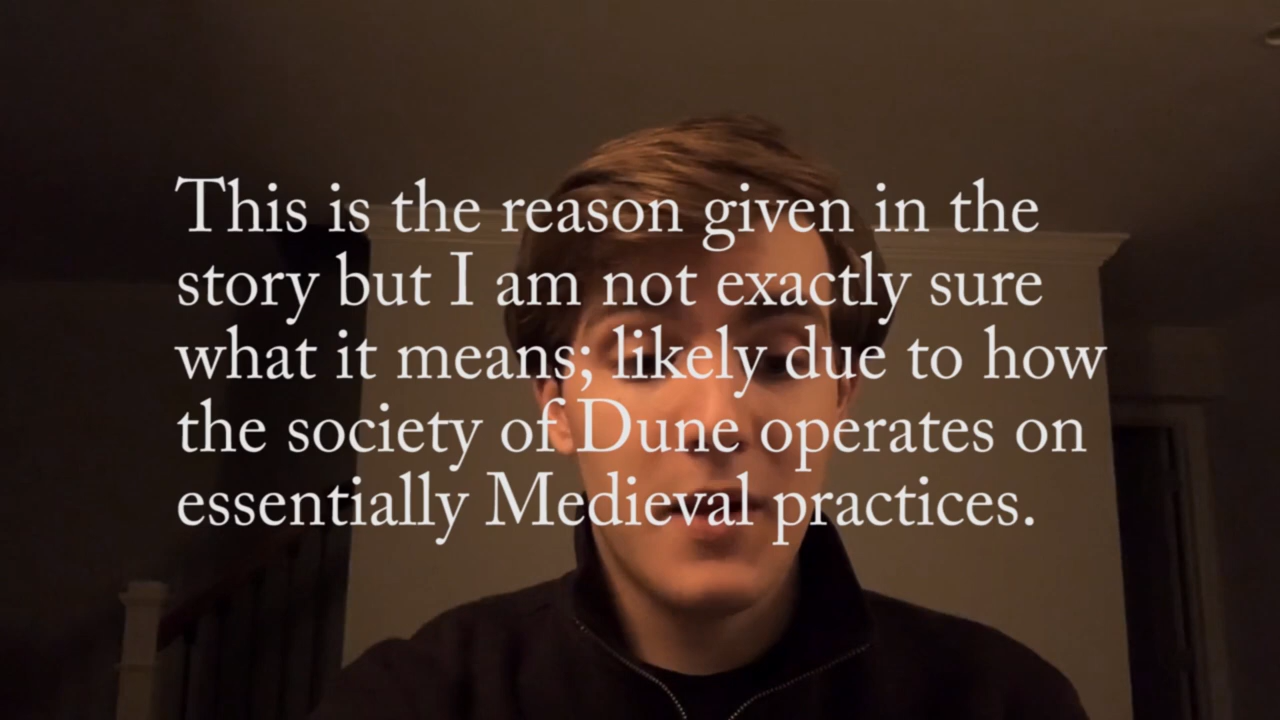 This is the reason given in the
story but I am not exactly sure
what it means; likely due to how
the society of Dune operates on
essentially Medieval practices.